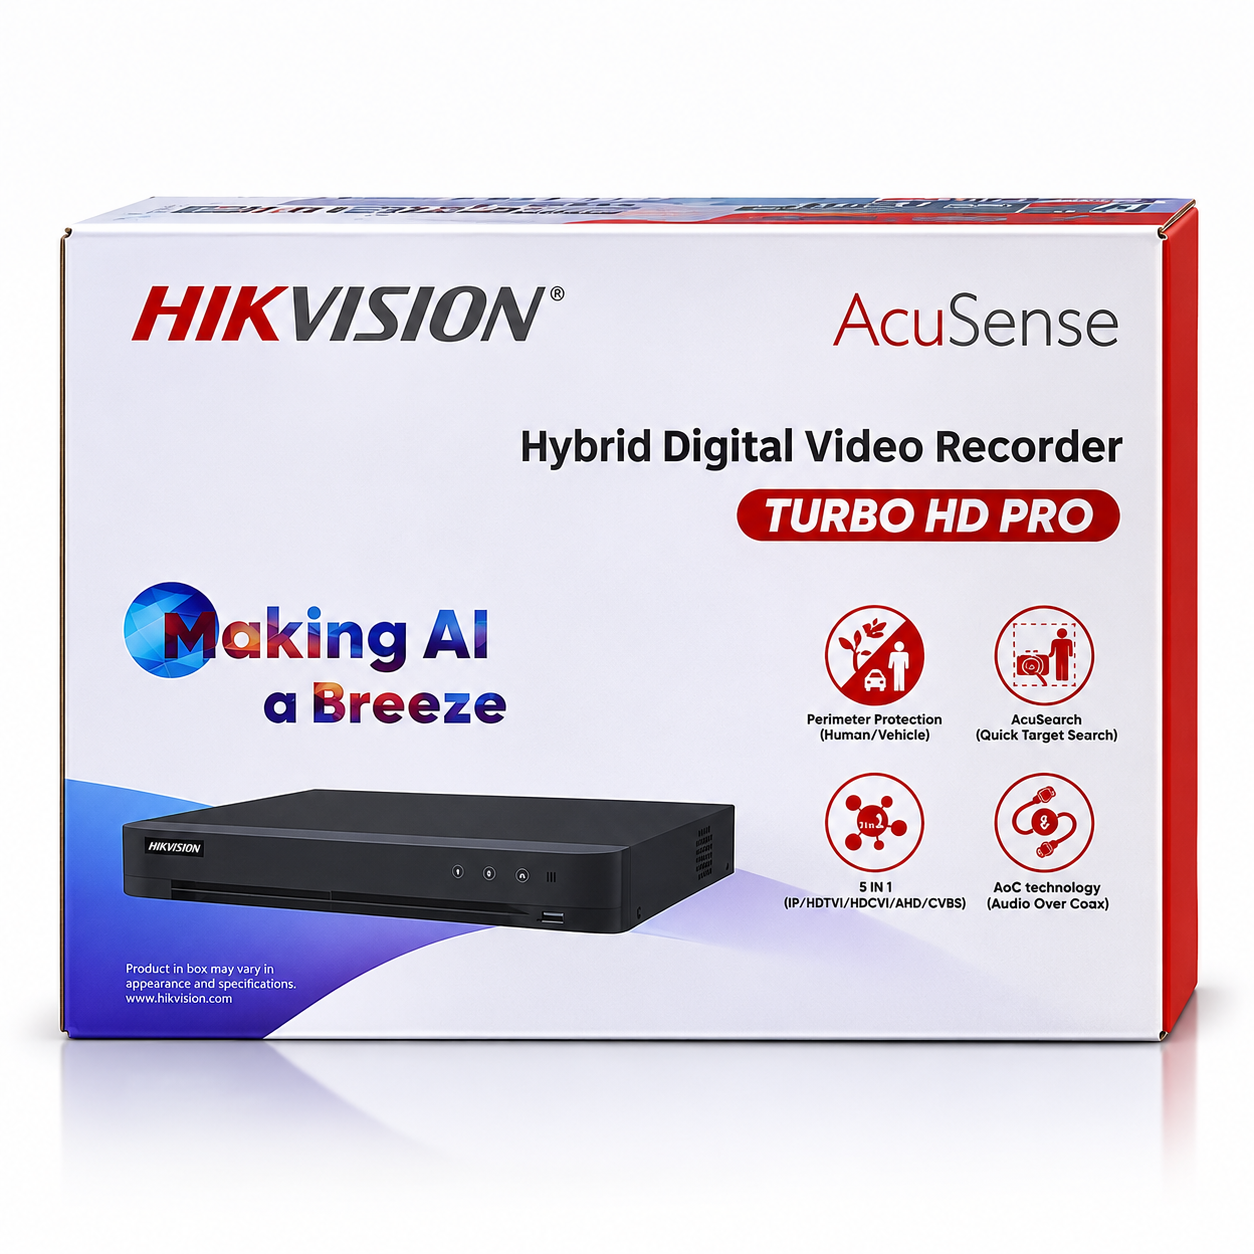 HIKVISION®
AcuSense
Hybrid Digital Video Recorder
TURBO HD PRO
Making AI
a Breeze
Perimeter Protection
(Human/Vehicle)
AcuSearch
(Quick Target Search)
HIKVISION
5 IN 1
(IP/HDTVI/HDCVI/AHD/CVBS)
AoC technology
(Audio Over Coax)
Product in box may vary in
appearance and specifications.
www.hikvision.com